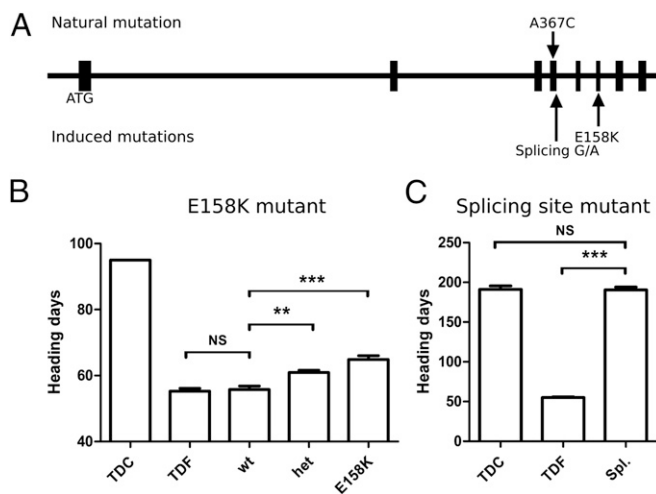 A
Natural mutation
A367C
ATG
Induced mutations
E158K
Splicing G/A
B
E158K mutant
Heading days
100
80
60
40
NS
**
***
TDC
TDF
wt
het
E158K
C
Splicing site mutant
Heading days
250
200
150
100
50
0
NS
***
TDC
TDF
Spl.